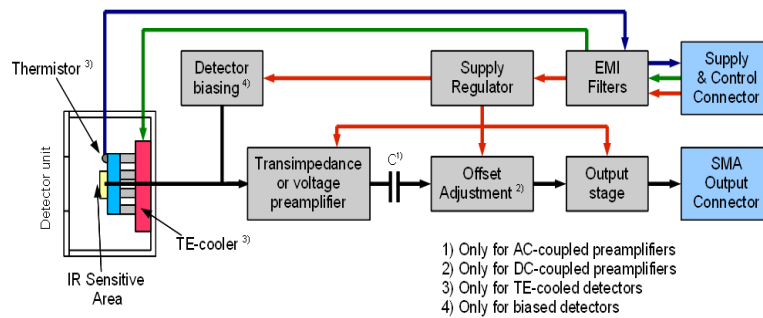 Thermistor 3)
Detector
biasing 4)
Supply
Regulator
EMI
Filters
Supply
& Control
Connector
Detector unit
Transimpedance
or voltage
preamplifier
C1)
Offset
Adjustment 2)
Output
stage
SMA
Output
Connector
TE-cooler 3)
IR Sensitive
Area
1) Only for AC-coupled preamplifiers
2) Only for DC-coupled preamplifiers
3) Only for TE-cooled detectors
4) Only for biased detectors